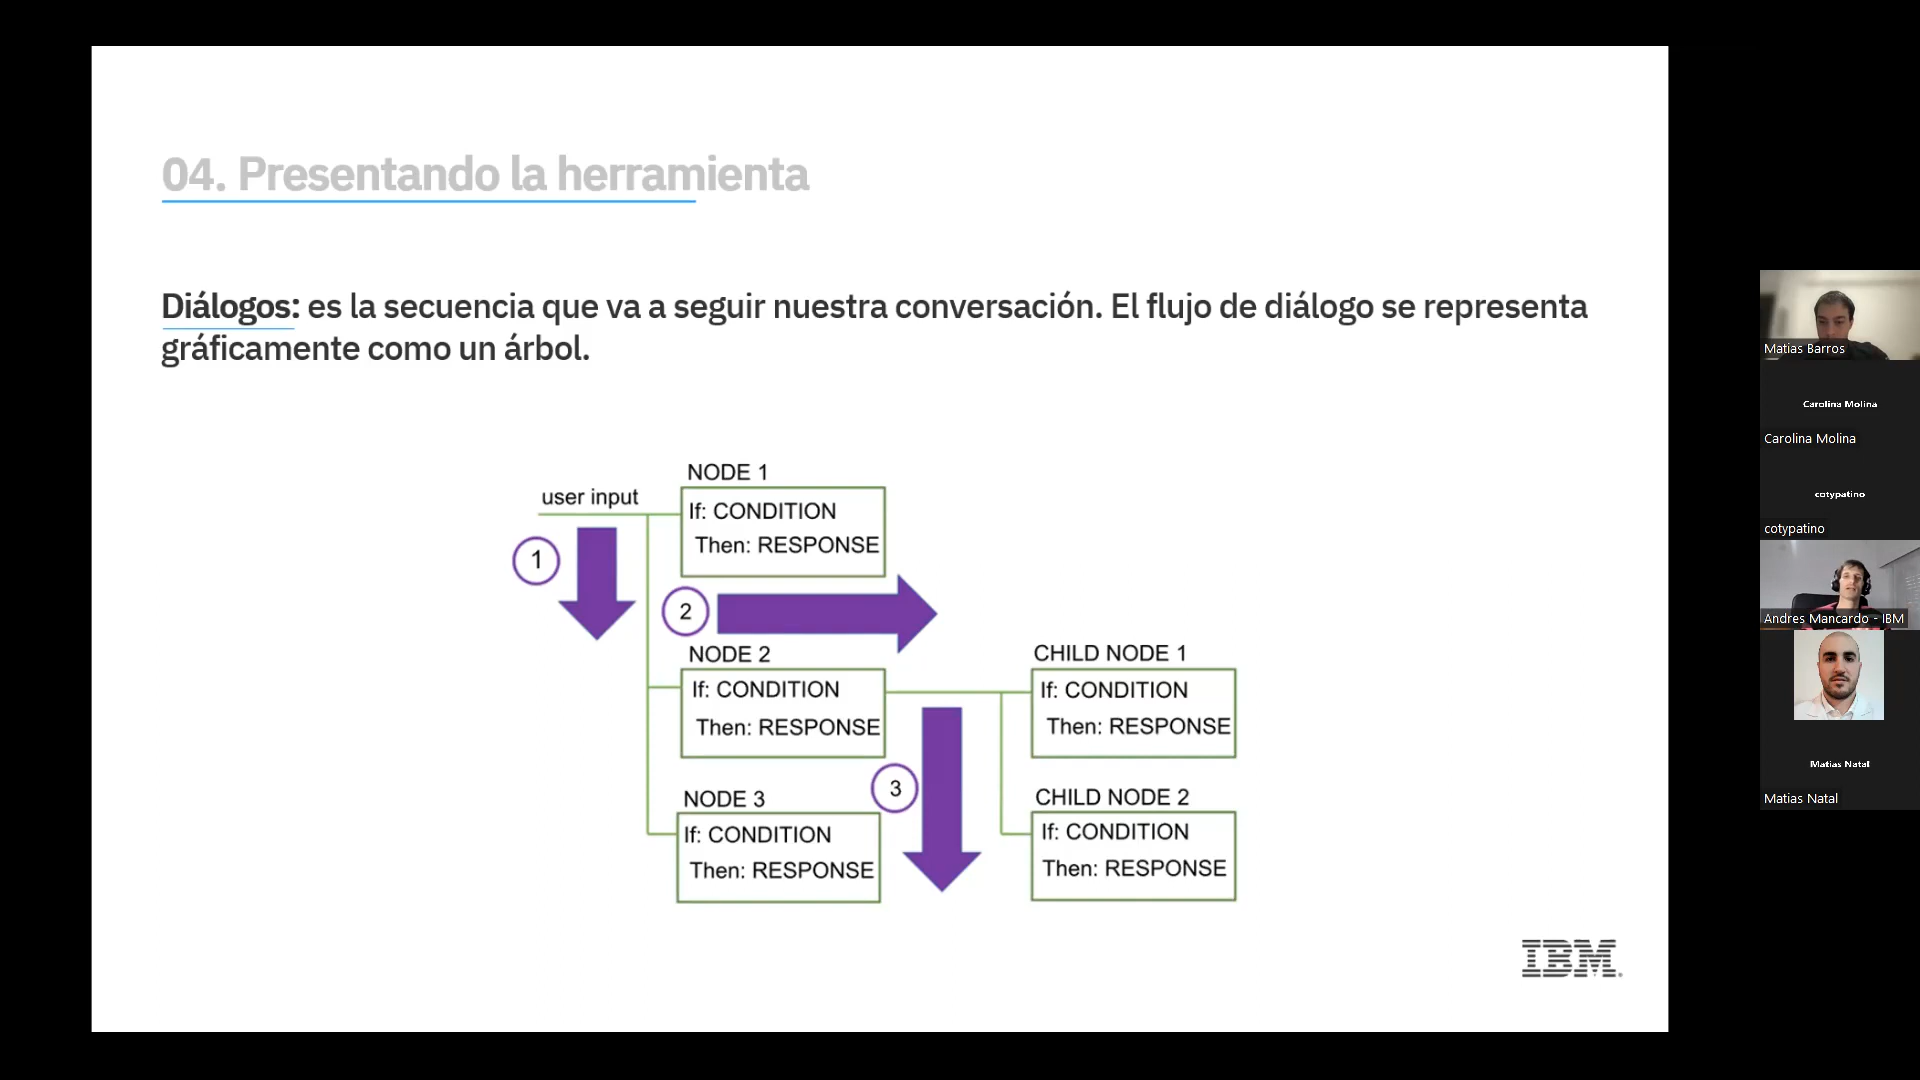 04. Presentando la herramienta
Diálogos: es la secuencia que va a seguir nuestra conversación. El flujo de diálogo se representa
gráficamente como un árbol.
user input
1
NODE 1
If: CONDITION
Then: RESPONSE
2
NODE 2
If: CONDITION
Then: RESPONSE
CHILD NODE 1
If: CONDITION
Then: RESPONSE
3
NODE 3
If: CONDITION
Then: RESPONSE
CHILD NODE 2
If: CONDITION
Then: RESPONSE
IBM
Matias Barros
Carolina Molina
Carolina Molina
cotypatino
cotypatino
Andres Mancardo - IBM
Matias Natal
Matias Natal